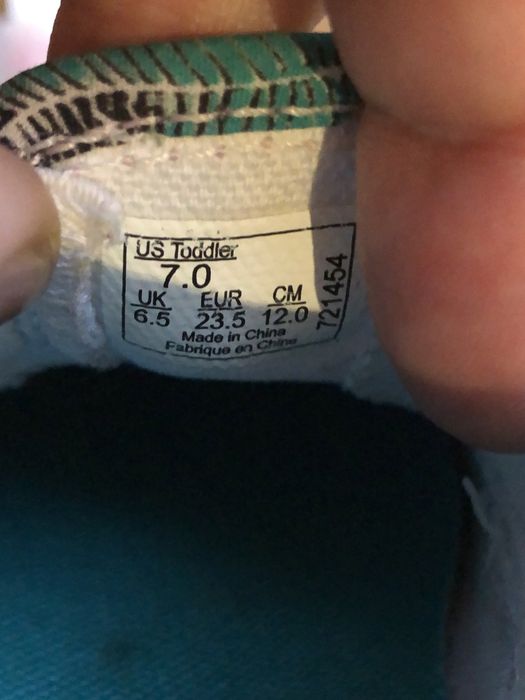 US Toddler
7.0
UK EUR CM
6.5 23.5 12.0
Made in China
Fabrique en Chine
721454